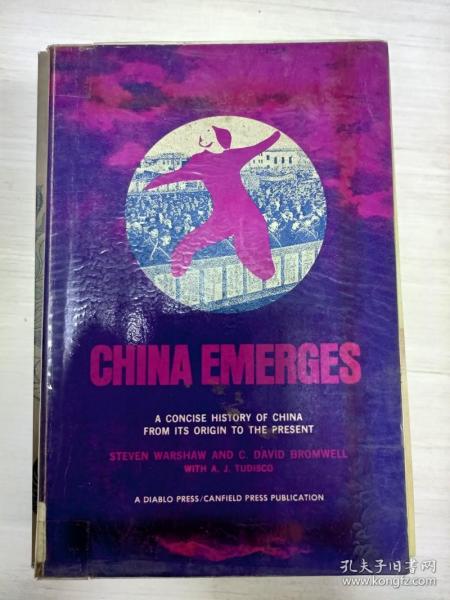 CHINA EMERGES
A CONCISE HISTORY OF CHINA
FROM ITS ORIGIN TO THE PRESENT
STEVEN WARSHAW AND C. DAVID BROMWELL
WITH A. J. TUDISCO
A DIABLO PRESS/CANFIELD PRESS PUBLICATION
孔夫子旧书网
www.kongfz.com